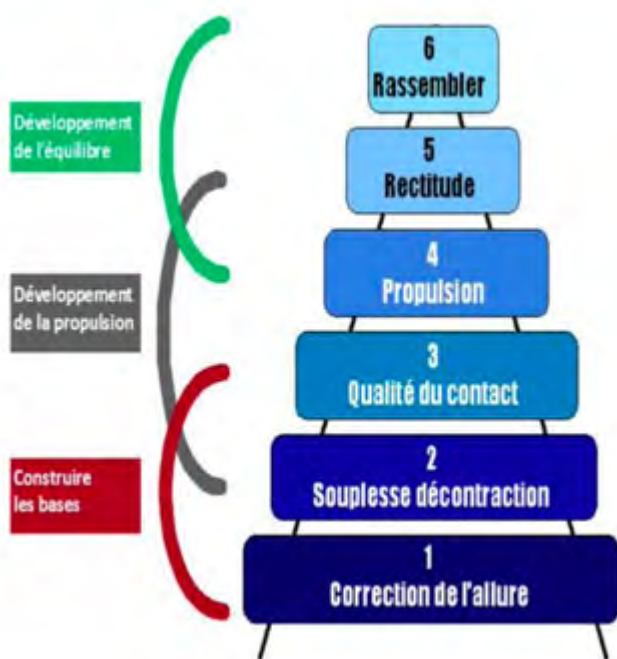 Développement
de l'équilibre
Développement
de la propulsion
Construire
les bases
6
Rassembler
5
Rectitude
4
Propulsion
3
Qualité du contact
2
Souplesse décontraction
1
Correction de l'allure